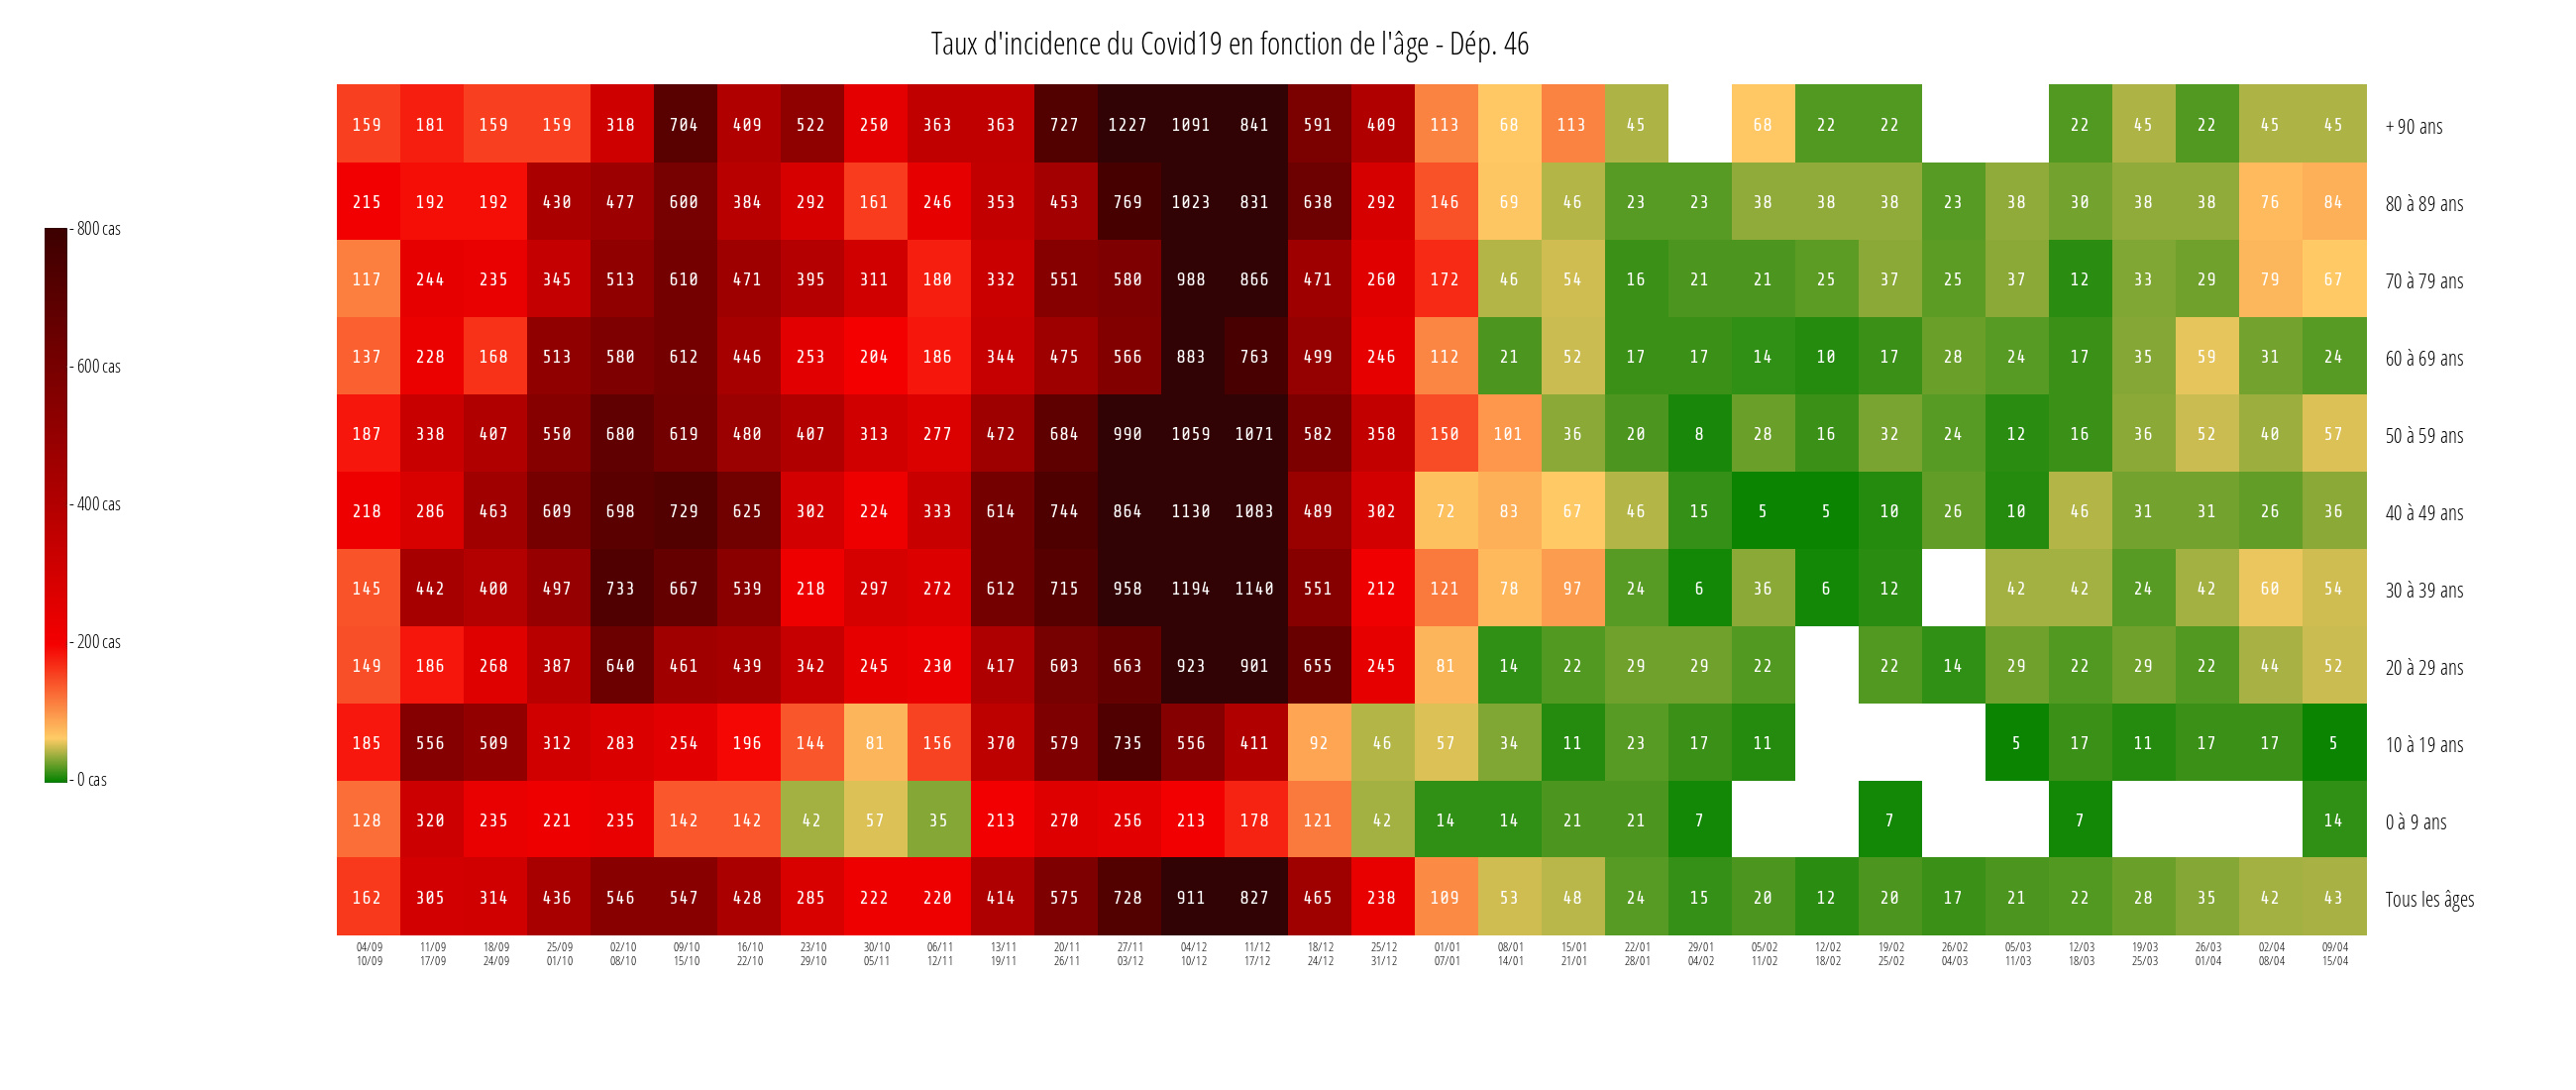 Taux d'incidence du Covid19 en fonction de l'âge - Dép. 46
159 181 159 159 318 704 409 522 250 363 363 727 1227 1091 841 591 409 113 68 113 45 68 22 22 22 45 22 45 45 + 90 ans
215 192 192 430 477 600 384 292 161 246 353 453 769 1023 831 638 292 146 69 46 23 23 38 38 38 23 38 30 38 38 76 84 80 à 89 ans
117 244 235 345 513 610 471 395 311 180 332 551 580 988 866 471 260 172 46 54 16 21 21 25 37 25 37 12 33 29 79 67 70 à 79 ans
137 228 168 513 580 612 446 253 204 186 344 475 566 883 763 499 246 112 21 52 17 17 14 10 17 28 24 17 35 59 31 24 60 à 69 ans
187 338 407 550 680 619 480 407 313 277 472 684 990 1059 1071 582 358 150 101 36 20 8 28 16 32 24 12 16 36 52 40 57 50 à 59 ans
218 286 463 609 698 729 625 302 224 333 614 744 864 1130 1083 489 302 72 83 67 46 15 5 5 10 26 10 46 31 31 26 36 40 à 49 ans
145 442 400 497 733 667 539 218 297 272 612 715 958 1194 1140 551 212 121 78 97 24 6 36 6 12 42 42 24 42 60 54 30 à 39 ans
149 186 268 387 640 461 439 342 245 230 417 603 663 923 901 655 245 81 14 22 29 29 22 22 14 29 22 29 22 44 52 20 à 29 ans
185 556 509 312 283 254 196 144 81 156 370 579 735 556 411 92 46 57 34 11 23 17 11 5 17 11 17 17 5 10 à 19 ans
128 320 235 221 235 142 142 42 57 35 213 270 256 213 178 121 42 14 14 21 21 7 7 7 14 0 à 9 ans
162 305 314 436 546 547 428 285 222 220 414 575 728 911 827 465 238 109 53 48 24 15 20 12 20 17 21 22 28 35 42 43 Tous les âges
04/09 11/09 18/09 25/09 02/10 09/10 16/10 23/10 30/10 06/11 13/11 20/11 27/11 04/12 11/12 18/12 25/12 01/01 08/01 15/01 22/01 29/01 05/02 12/02 19/02 26/02 05/03 12/03 19/03 26/03 02/04 09/04
10/09 17/09 24/09 01/10 08/10 15/10 22/10 29/10 05/11 12/11 19/11 26/11 03/12 10/12 17/12 24/12 31/12 07/01 14/01 21/01 28/01 04/02 11/02 18/02 25/02 04/03 11/03 18/03 25/03 01/04 08/04 15/04
- 800 cas
- 600 cas
- 400 cas
- 200 cas
- 0 cas